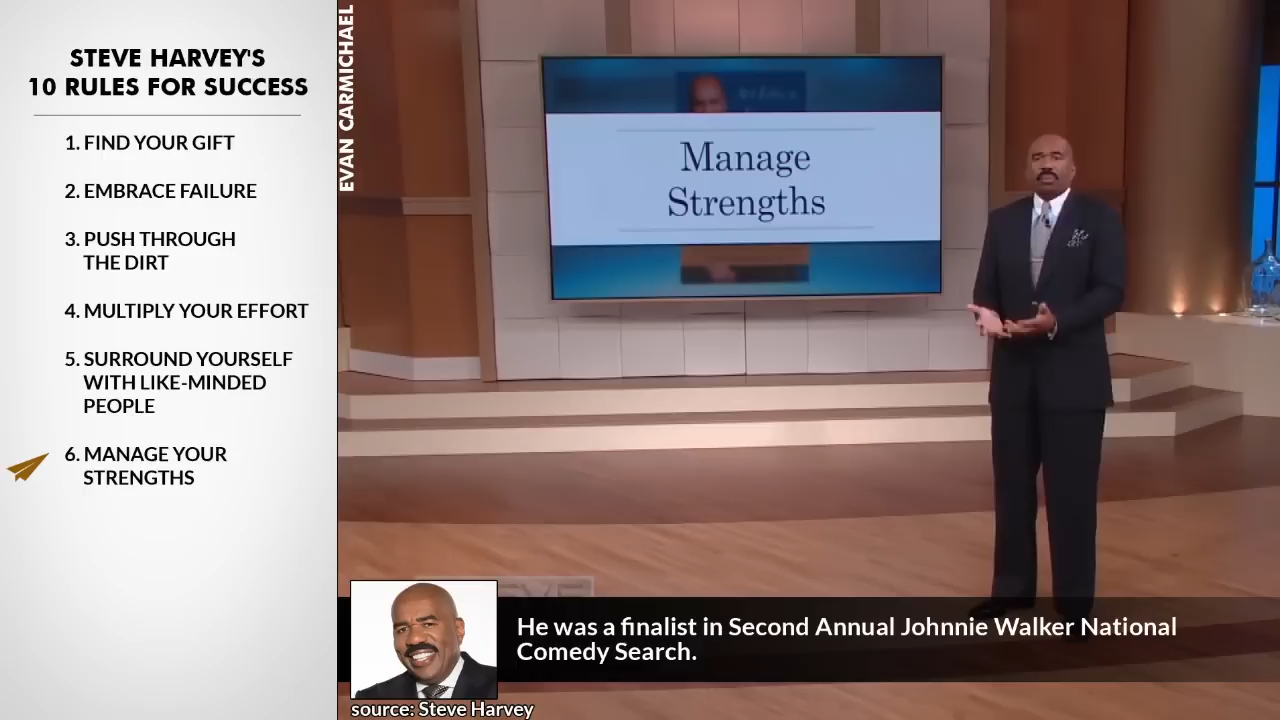 STEVE HARVEY'S
10 RULES FOR SUCCESS
1. FIND YOUR GIFT
2. EMBRACE FAILURE
3. PUSH THROUGH
THE DIRT
4. MULTIPLY YOUR EFFORT
5. SURROUND YOURSELF
WITH LIKE-MINDED
PEOPLE
6. MANAGE YOUR
STRENGTHS
EVAN CARMICHAEL
Manage
Strengths
He was a finalist in Second Annual Johnnie Walker National
Comedy Search.
source: Steve Harvey